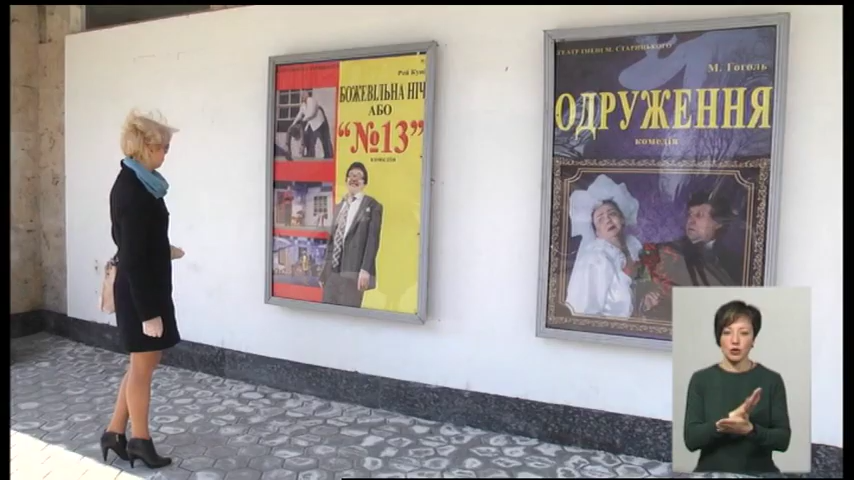 Рей Куні
БОЖЕВІЛЬНА НІЧ
АБО
“№13”
комедія
ТЕАТР ІМЕНІ М. СТАРИЦЬКОГО
М. Гоголь
ОДРУЖЕННЯ
комедія